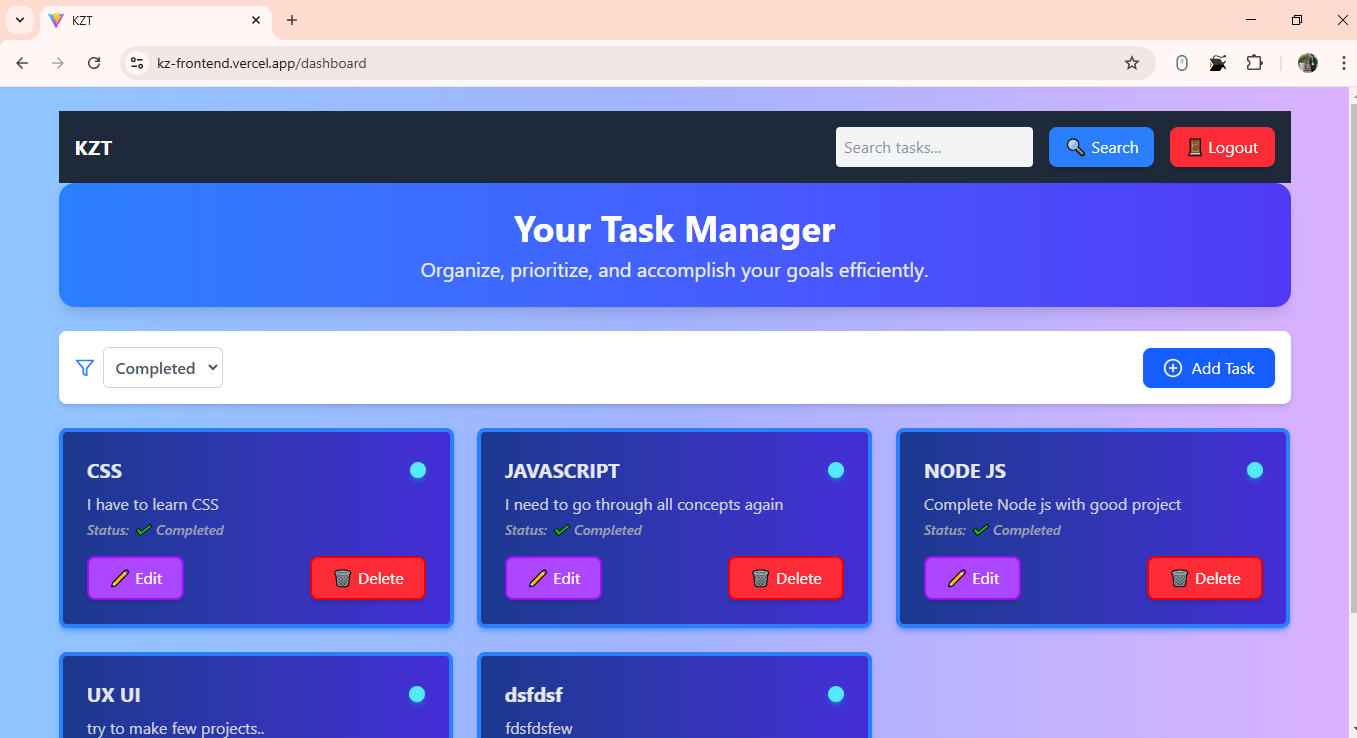 KZT
kz-frontend.vercel.app/dashboard
KZT
Search tasks...
Search
Logout
Your Task Manager
Organize, prioritize, and accomplish your goals efficiently.
Completed
Add Task
CSS
I have to learn CSS
Status: ✔ Completed
Edit
Delete
JAVASCRIPT
I need to go through all concepts again
Status: ✔ Completed
Edit
Delete
NODE JS
Complete Node js with good project
Status: ✔ Completed
Edit
Delete
UX UI
try to make few projects..
dsfdsf
fdsfdsfew